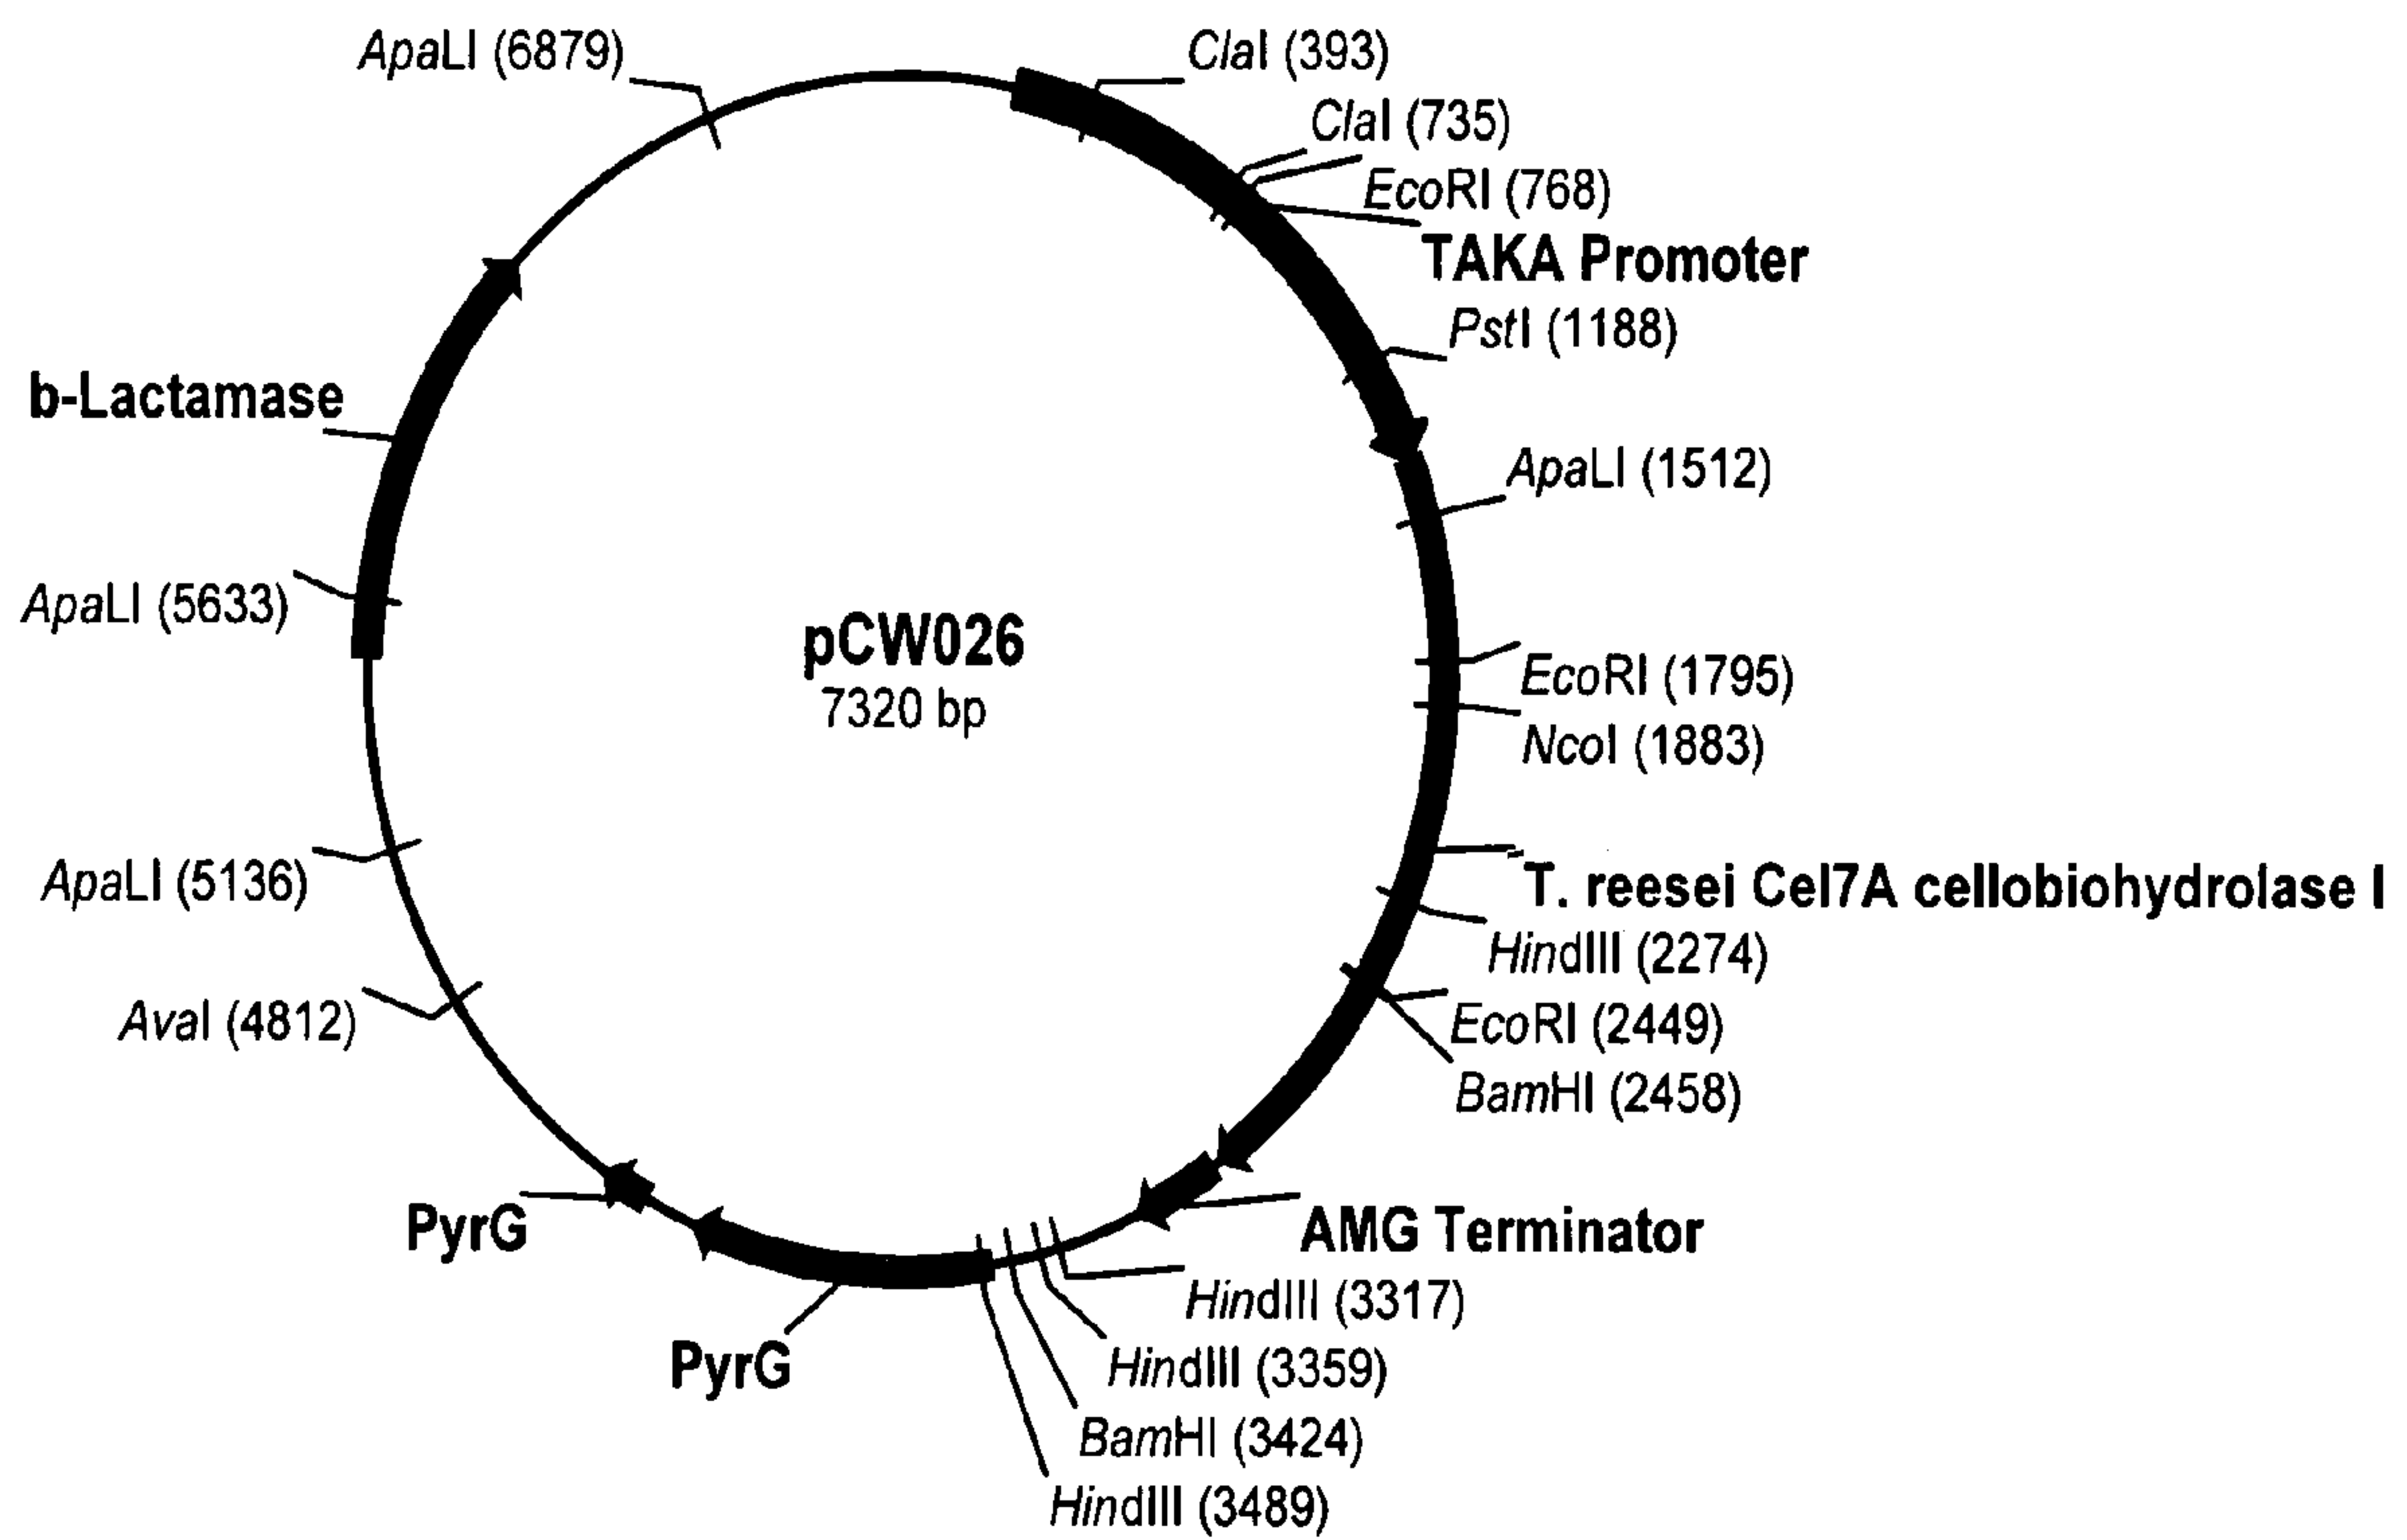 ApaLI (6879)
ClaI (393)
ClaI (735)
EcoRI (768)
TAKA Promoter
PstI (1188)
b-Lactamase
ApaLI (1512)
ApaLI (5633)
pCW026
7320 bp
EcoRI (1795)
NcoI (1883)
ApaLI (5136)
T. reesei Cel7A cellobiohydrolase I
HindIII (2274)
AvaI (4812)
EcoRI (2449)
BamHI (2458)
PyrG
AMG Terminator
HindIII (3317)
PyrG
HindIII (3359)
BamHI (3424)
HindIII (3489)